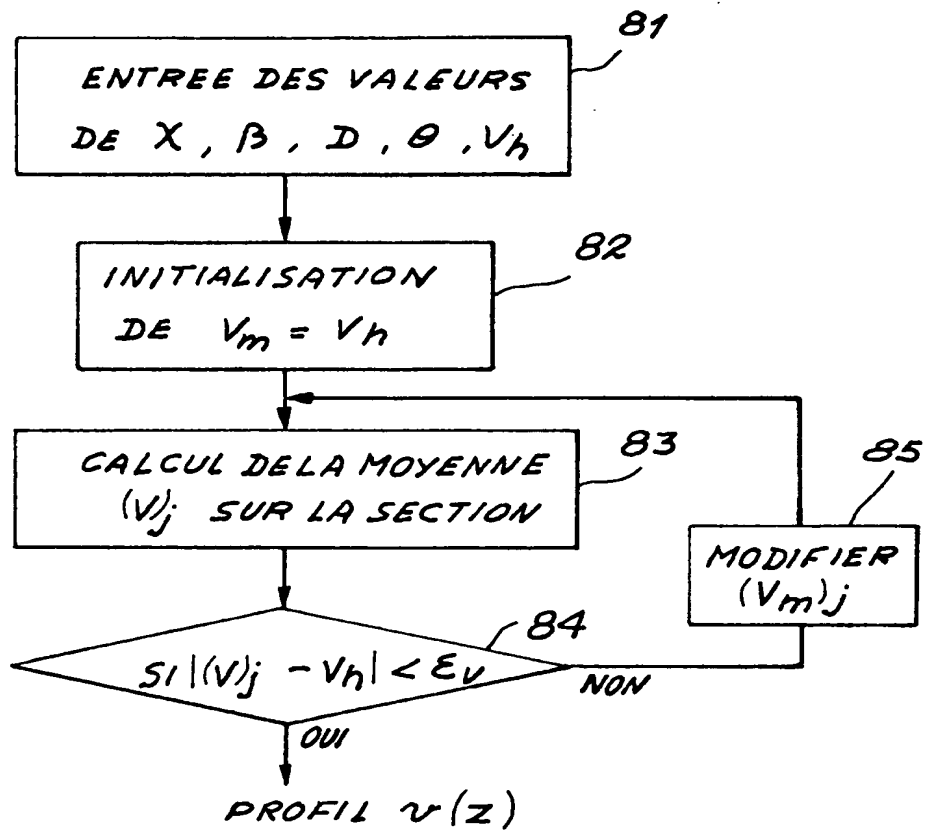 81
ENTREE DES VALEURS
DE X, β, D, θ, Vh
82
INITIALISATION
DE Vm = Vh
83
CALCUL DE LA MOYENNE
(V)j SUR LA SECTION
85
MODIFIER
(Vm)j
84
SI |(V)j - Vh| < εv
NON
OUI
PROFIL v(z)